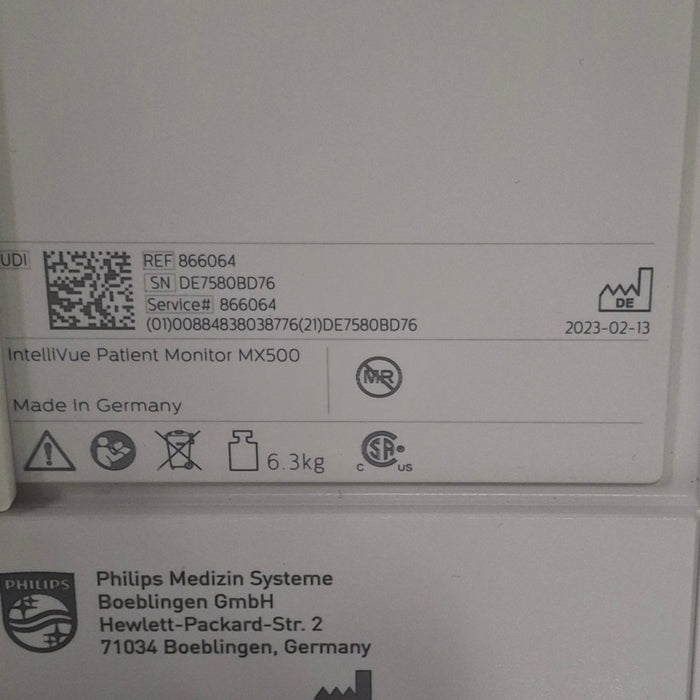 UDI
REF 866064
SN DE7580BD76
Service# 866064
(01)00884838038776(21)DE7580BD76
DE
2023-02-13
IntelliVue Patient Monitor MX500
MR
Made In Germany
6.3kg
C SA US
PHILIPS
Philips Medizin Systeme
Boeblingen GmbH
Hewlett-Packard-Str. 2
71034 Boeblingen, Germany